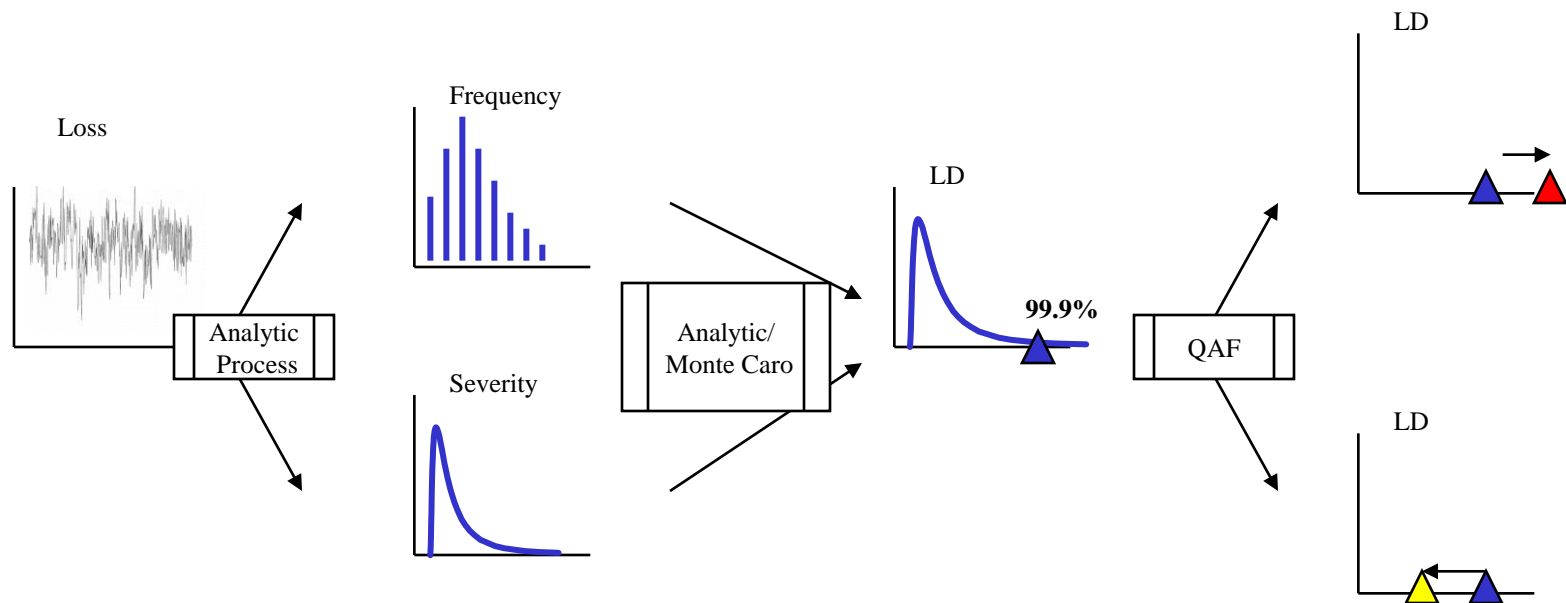 Loss
Analytic
Process
Frequency
Severity
Analytic/
Monte Caro
LD
99.9%
QAF
LD
LD